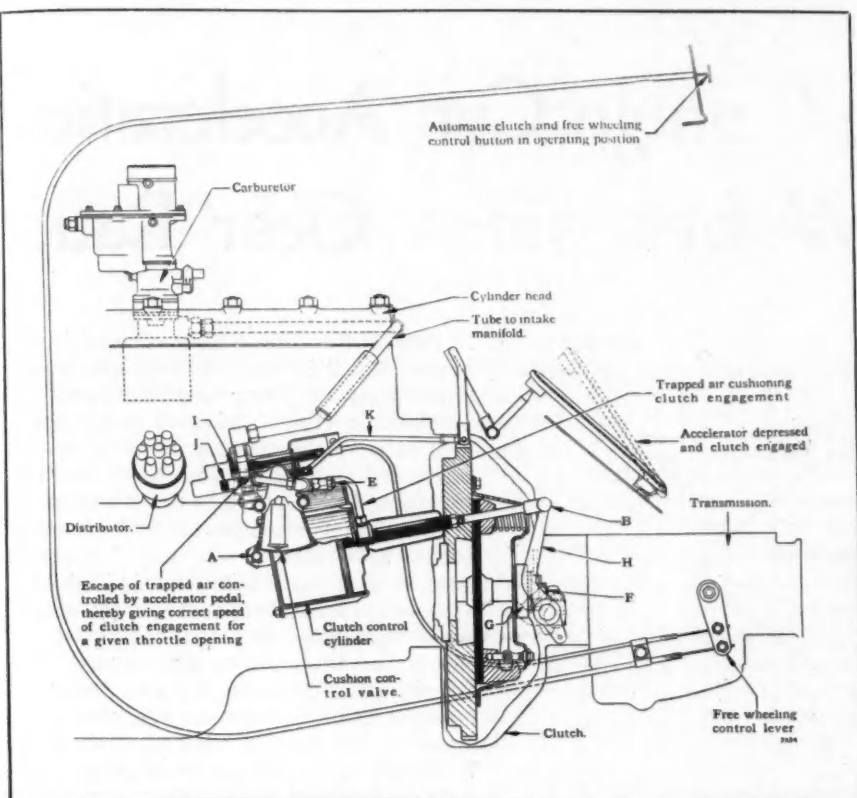 Automatic clutch and free wheeling
control button in operating position
Carburetor
Cylinder head
Tube to intake
manifold.
Trapped air cushioning
clutch engagement
K
I
J
Accelerator depressed
and clutch engaged
E
Transmission.
B
Distributor.
H
A
F
Escape of trapped air con-
trolled by accelerator pedal,
thereby giving correct speed
of clutch engagement for
a given throttle opening
G
Clutch control
cylinder
Cushion con-
trol valve.
Clutch.
Free wheeling
control lever